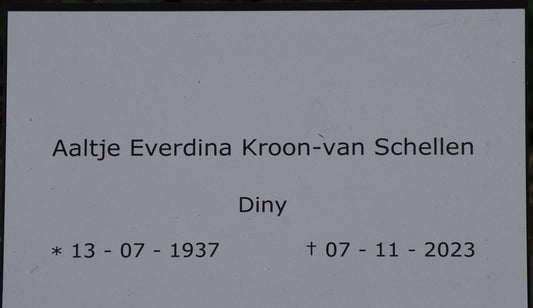 Aaltje Everdina Kroon-van Schellen
Diny
* 13 - 07 - 1937 † 07 - 11 - 2023